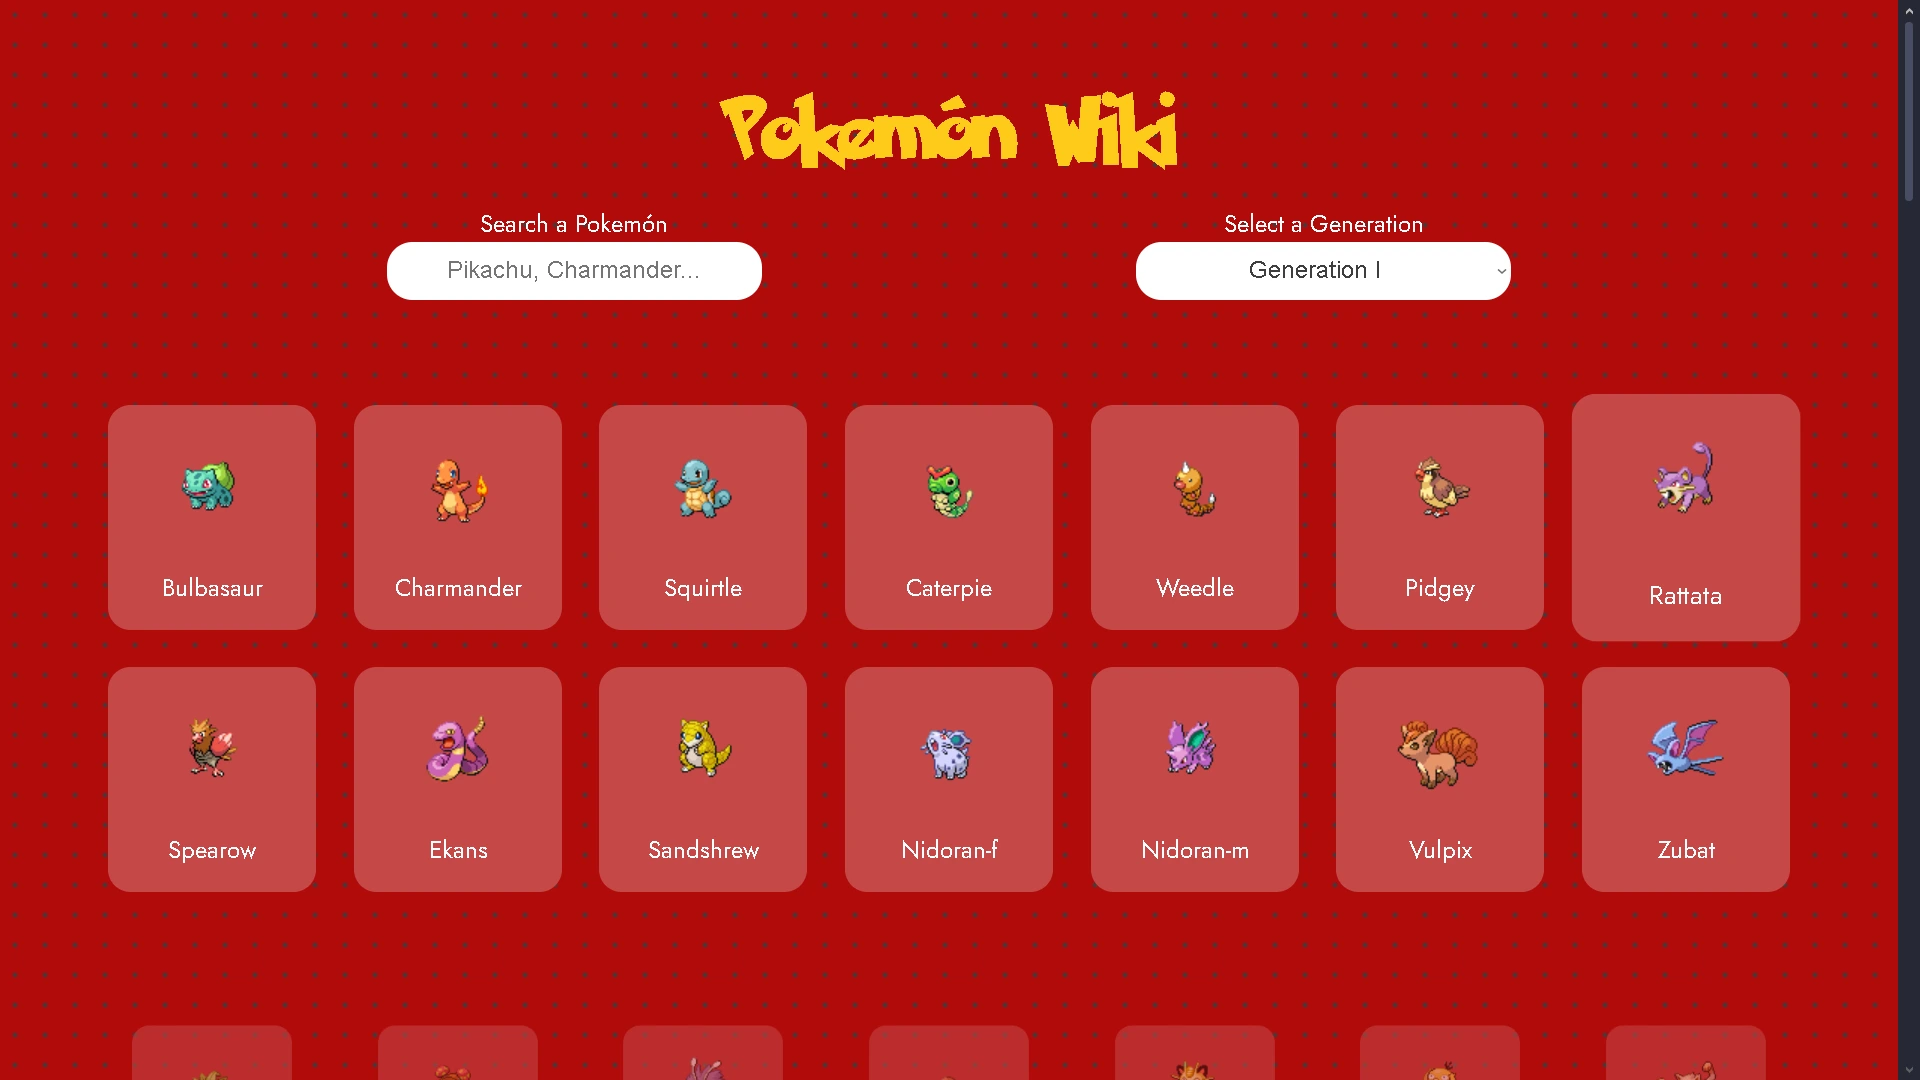 Pokemón Wiki
Search a Pokemón
Select a Generation
Pikachu, Charmander...
Generation I
Bulbasaur
Charmander
Squirtle
Caterpie
Weedle
Pidgey
Rattata
Spearow
Ekans
Sandshrew
Nidoran-f
Nidoran-m
Vulpix
Zubat